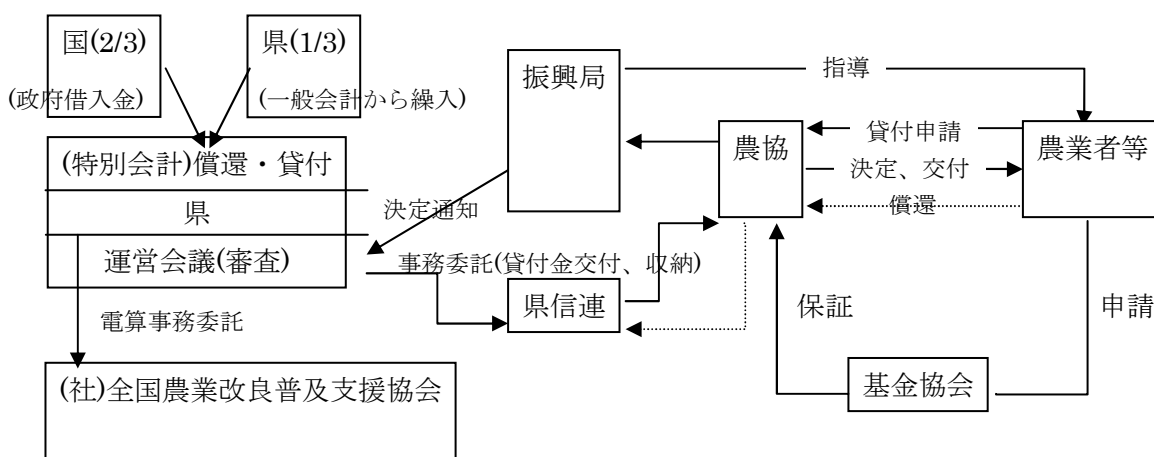 国(2/3)
県(1/3)
(政府借入金)
(一般会計から繰入)
(特別会計)償還・貸付
県
運営会議(審査)
電算事務委託
(社)全国農業改良普及支援協会
振興局
決定通知
事務委託(貸付金交付、収納)
県信連
農協
指導
貸付申請
決定、交付
償還
農業者等
保証
申請
基金協会